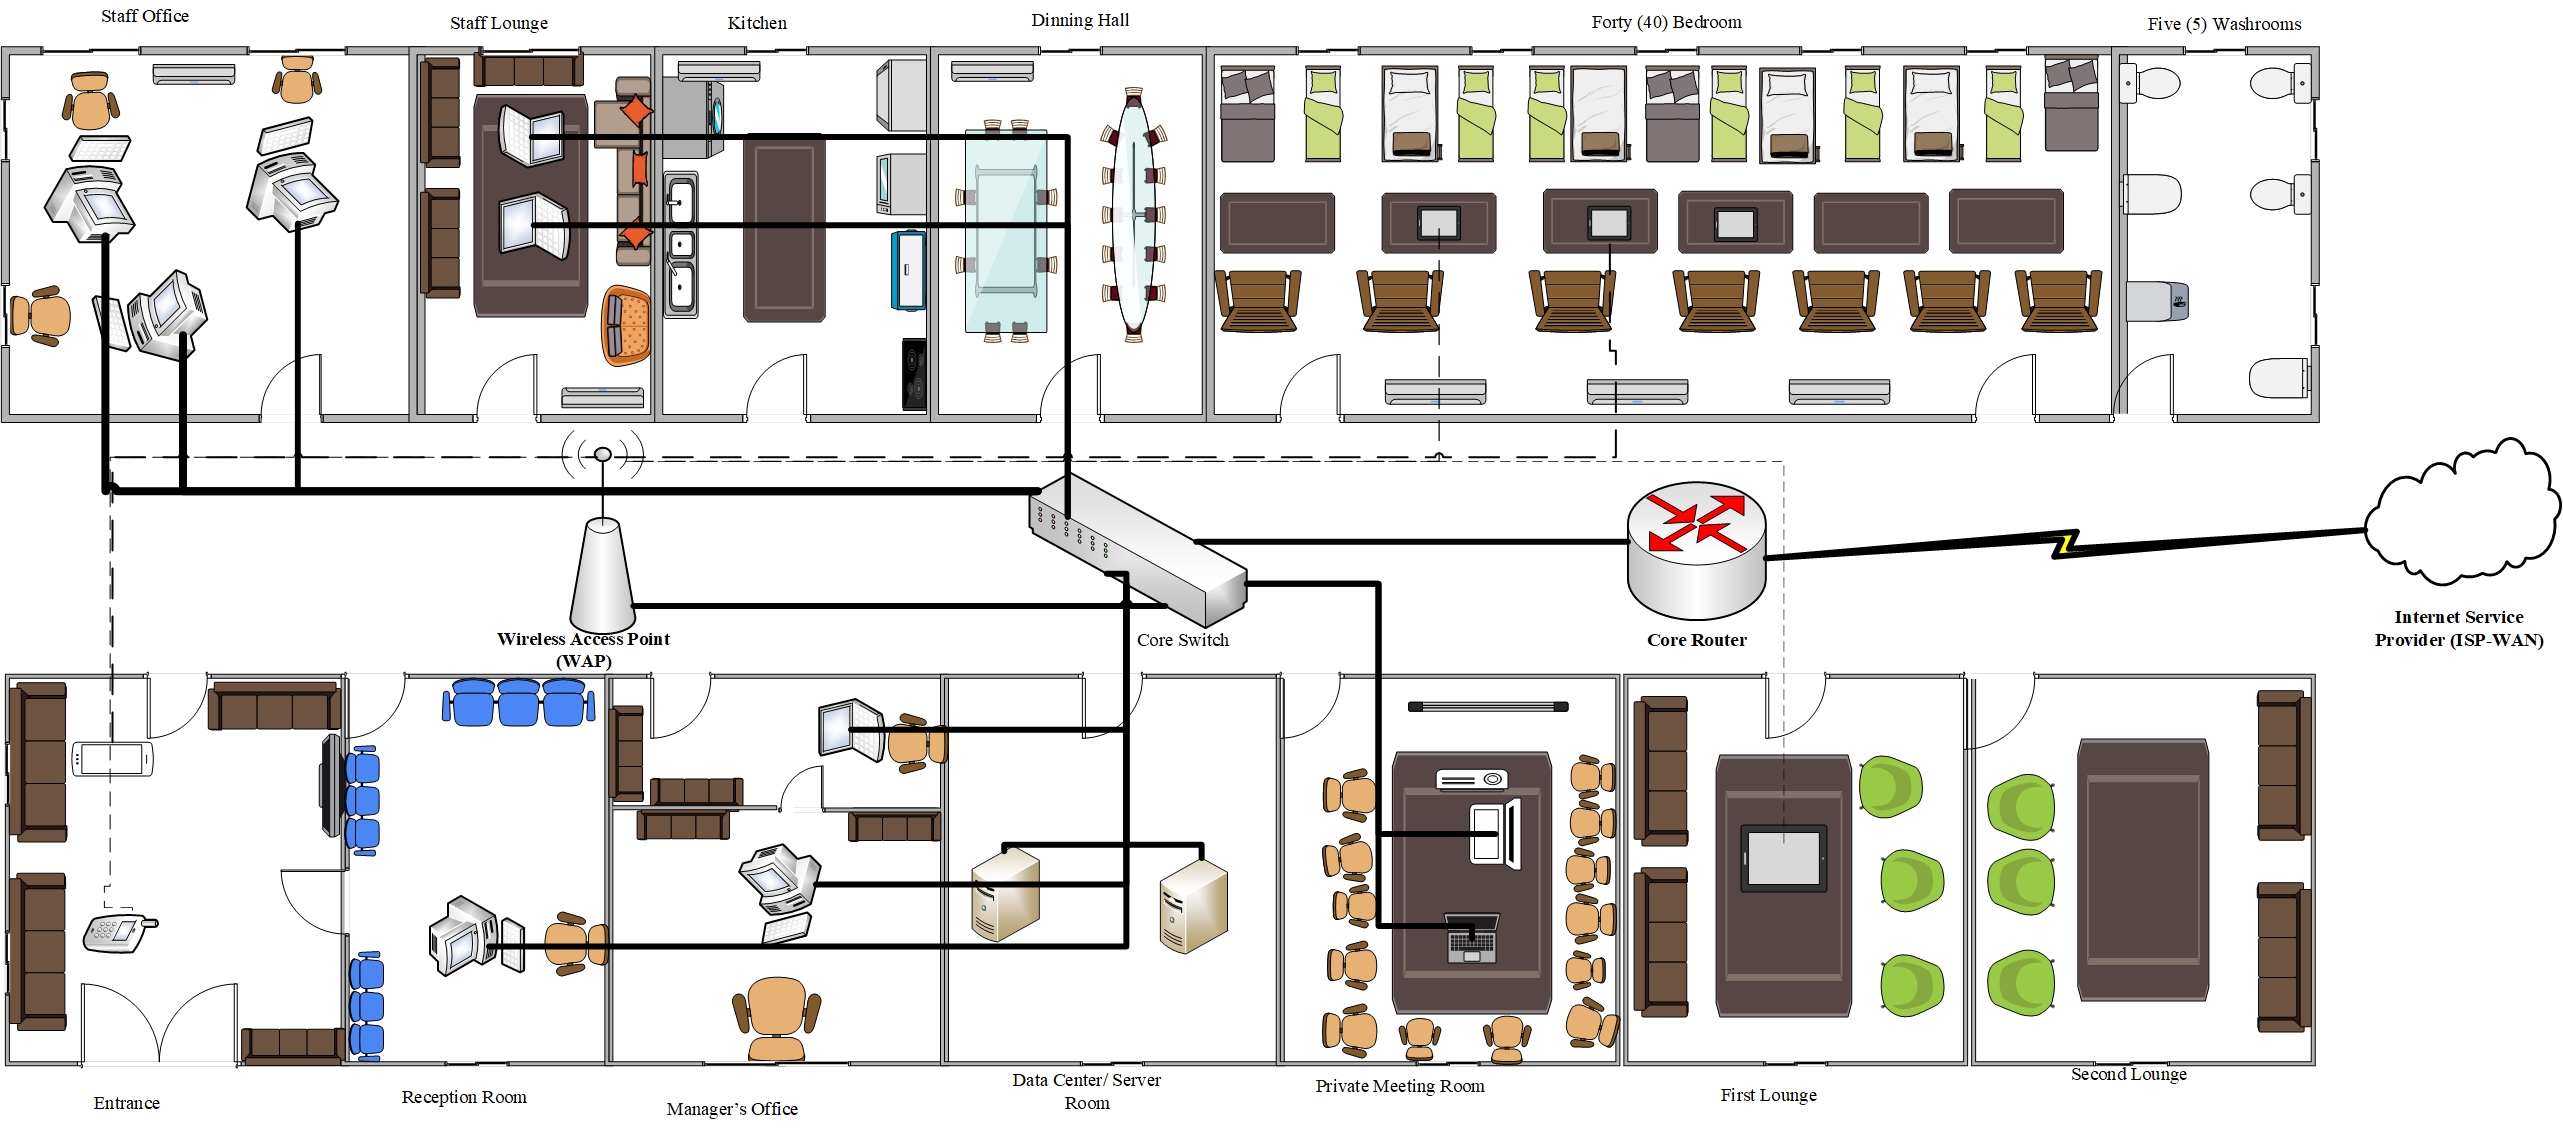 Staff Office
Staff Lounge
Kitchen
Dinning Hall
Forty (40) Bedroom
Five (5) Washrooms
Wireless Access Point
(WAP)
Core Switch
Core Router
Internet Service
Provider (ISP-WAN)
Entrance
Reception Room
Manager’s Office
Data Center/ Server
Room
Private Meeting Room
First Lounge
Second Lounge